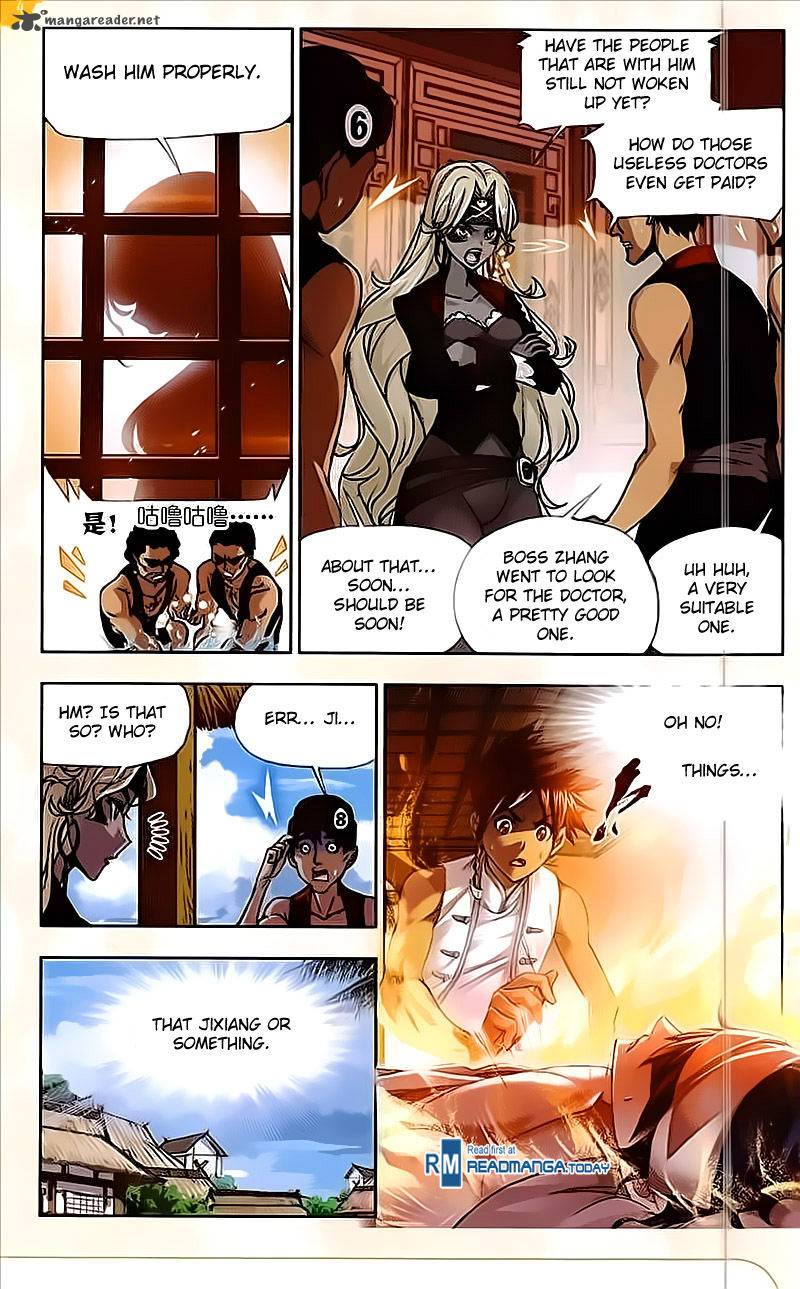 mangareader.net
WASH HIM PROPERLY.
6
HAVE THE PEOPLE
THAT ARE WITH HIM
STILL NOT WOKEN
UP YET?
HOW DO THOSE
USELESS DOCTORS
EVEN GET PAID?
是!
咕噜咕噜……
ABOUT THAT...
SOON...
SHOULD BE
SOON!
BOSS ZHANG
WENT TO LOOK
FOR THE DOCTOR,
A PRETTY GOOD
ONE.
UH HUH,
A VERY
SUITABLE
ONE.
HM? IS THAT
SO? WHO?
ERR... JI...
8
OH NO!
THINGS...
THAT JIXIANG OR
SOMETHING.
RM
Read first at
READMANGA.TODAY